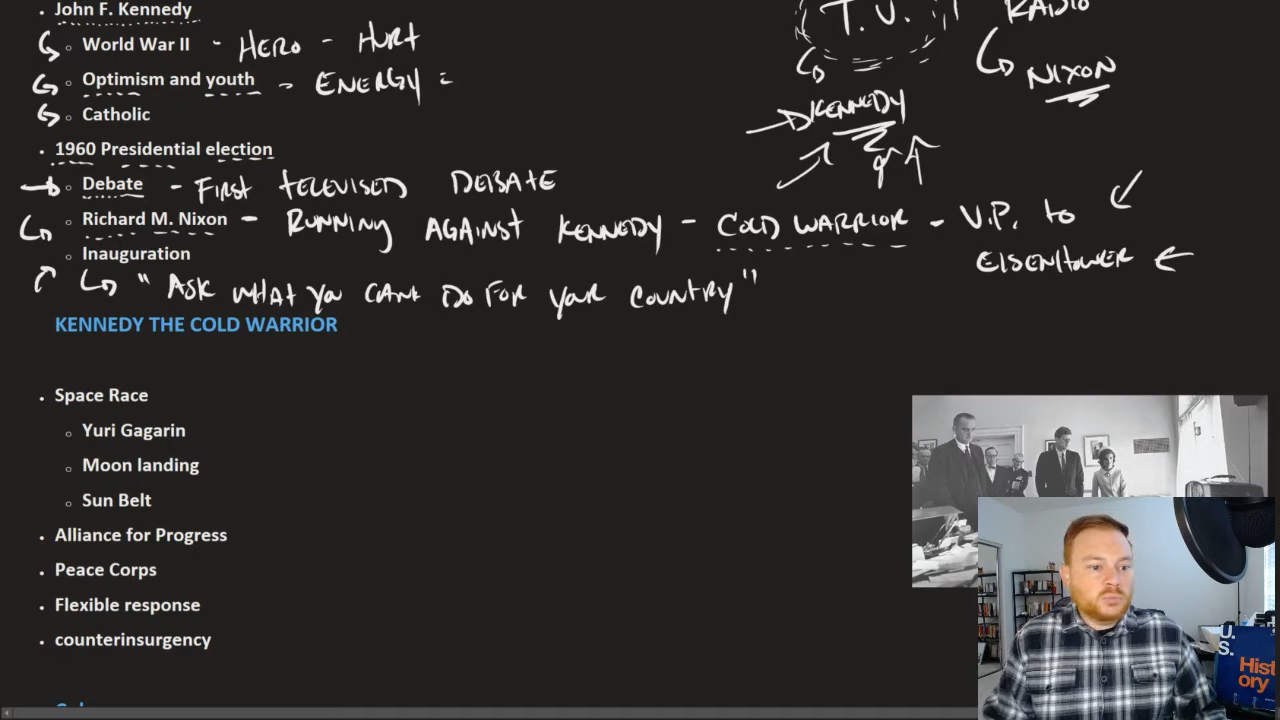 John F. Kennedy
T.V.
RADIO
World War II - HERO - HURT
Optimism and youth - ENERGY -
NIXON
Catholic
KENNEDY
1960 Presidential election
Debate - FIRST TELEVISED DEBATE
Richard M. Nixon - RUNNING AGAINST KENNEDY - COLD WARRIOR - V.P. to
EISENHOWER
Inauguration
"ASK WHAT YOU CAN DO FOR YOUR COUNTRY"
KENNEDY THE COLD WARRIOR
Space Race
Yuri Gagarin
Moon landing
Sun Belt
Alliance for Progress
Peace Corps
Flexible response
counterinsurgency
U.
S.
Hist
ory